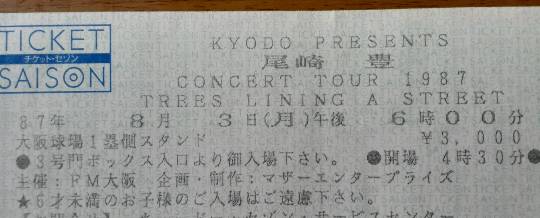 TICKET
チケット・セゾン
SAISON
KYODO PRESENTS
尾崎 豊
CONCERT TOUR 1987
TREES LINING A STREET
87年 8月 3日(月)午後 6時00分
大阪球場1塁側スタンド ¥3,000
●3号門ボックス入口より御入場下さい。 ●開場 4時30分●
主催:FM大阪 企画・制作:マザーエンタープライズ
★6才未満のお子様のご入場はご遠慮下さい。